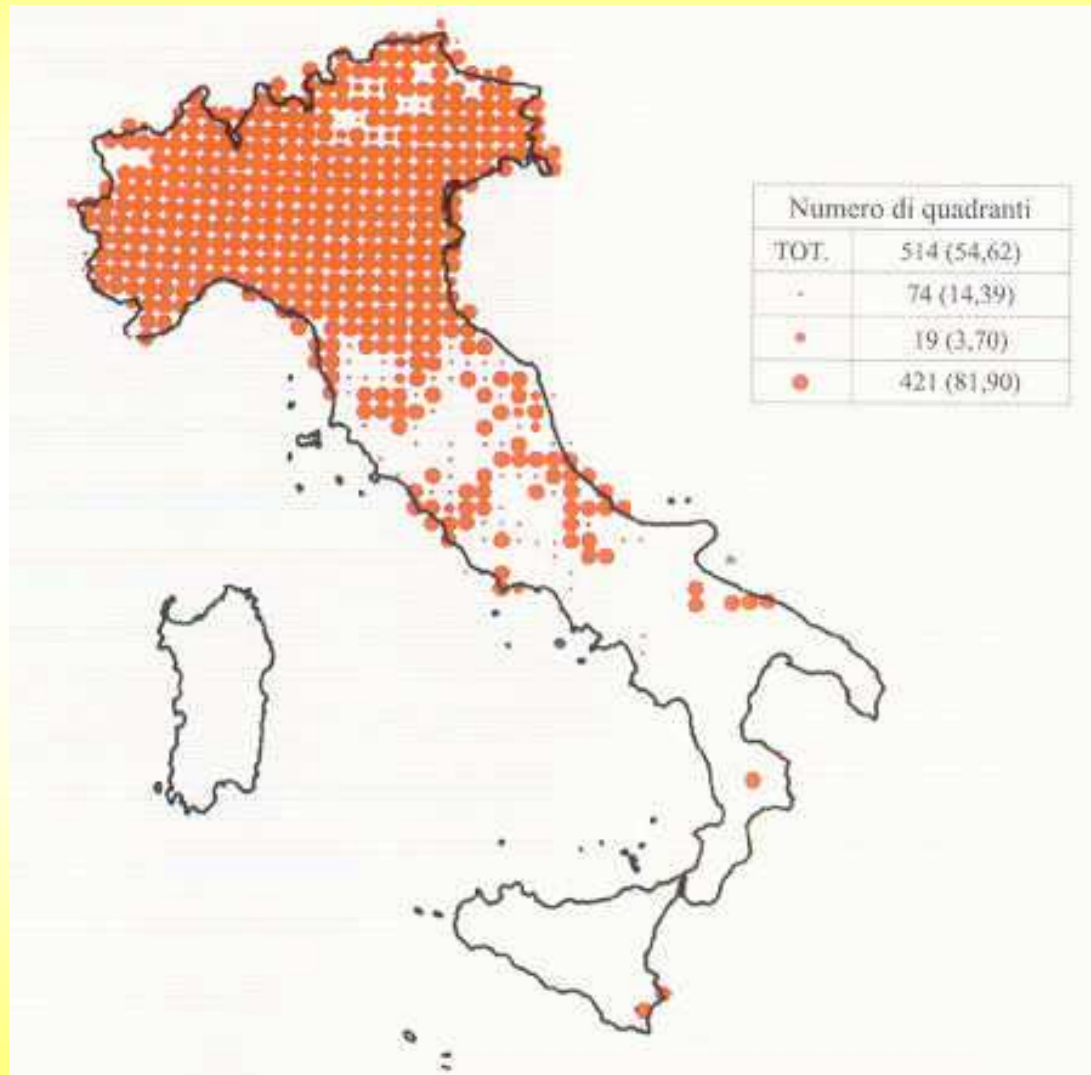 Numero di quadranti
TOT. 514 (54,62)
74 (14,39)
19 (3,70)
421 (81,90)